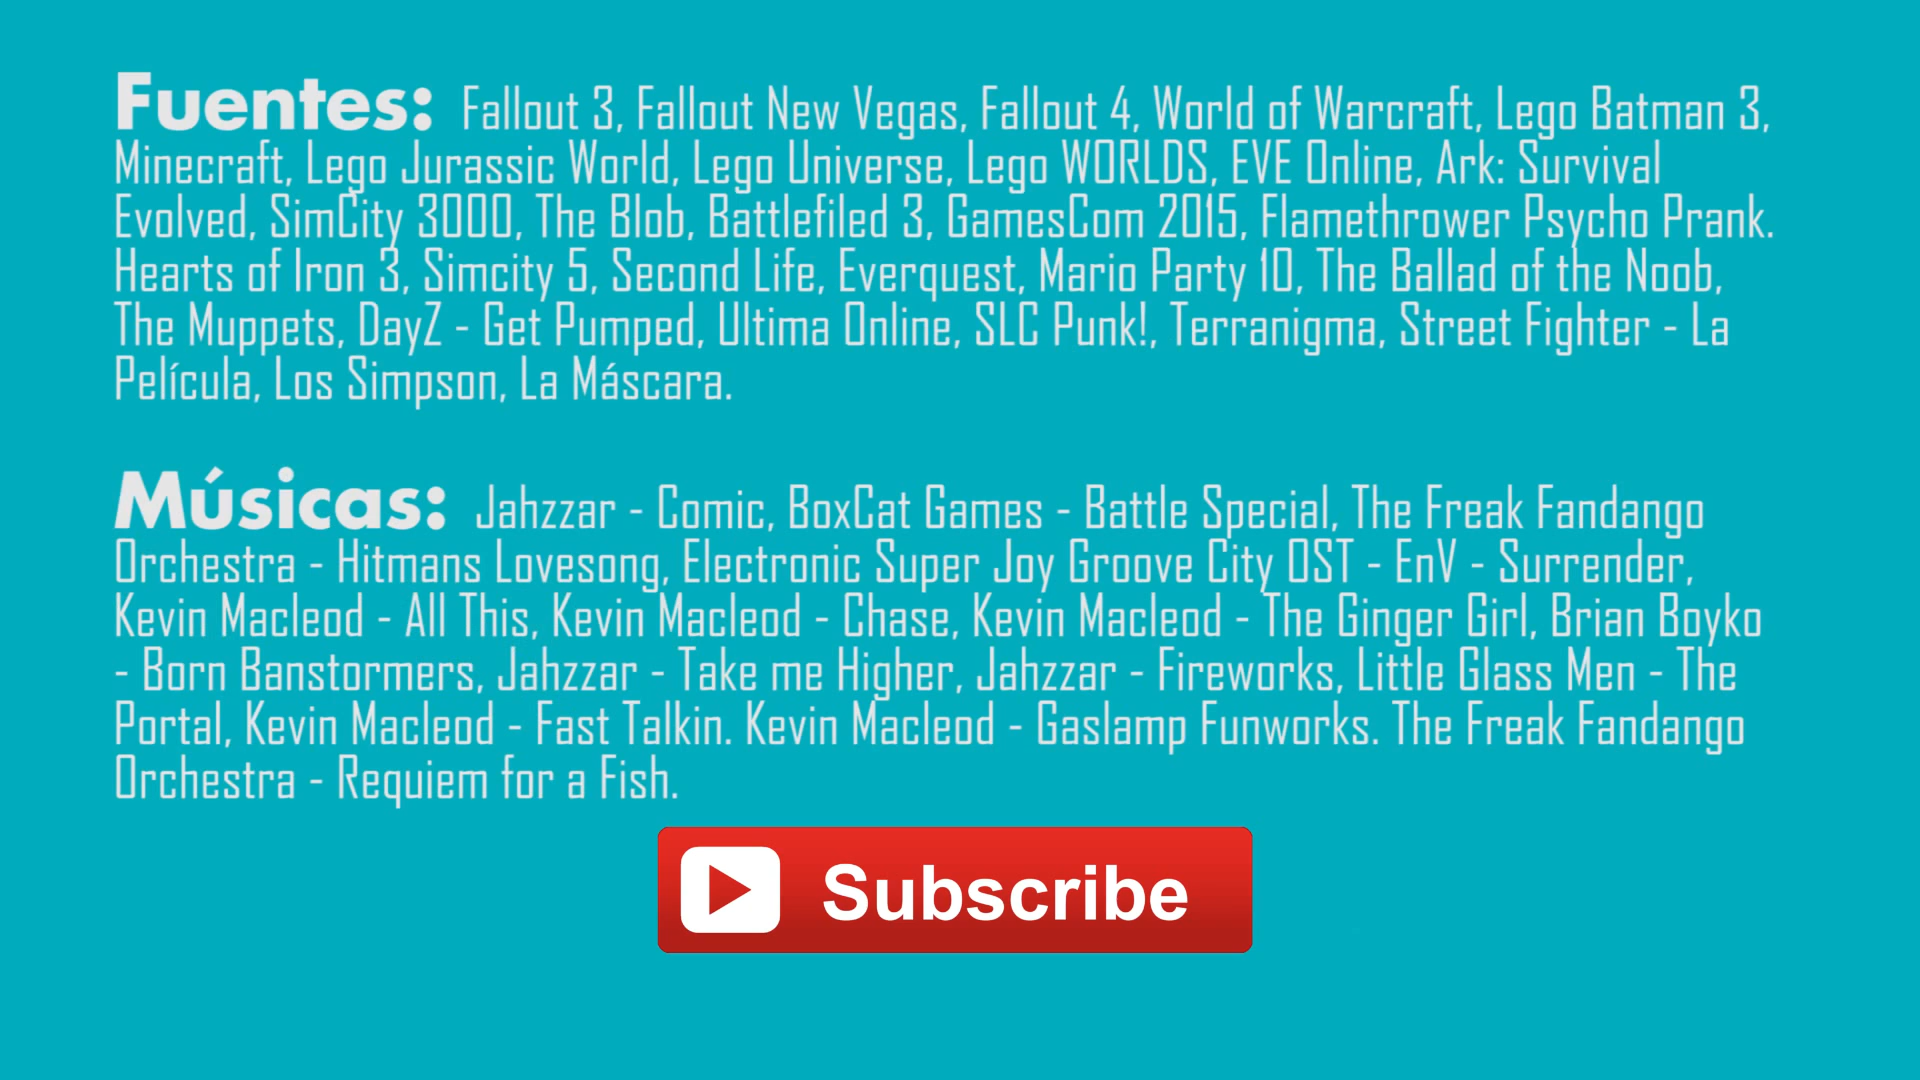 Fuentes: Fallout 3, Fallout New Vegas, Fallout 4, World of Warcraft, Lego Batman 3,
Minecraft, Lego Jurassic World, Lego Universe, Lego WORLDS, EVE Online, Ark: Survival
Evolved, SimCity 3000, The Blob, Battlefiled 3, GamesCom 2015, Flamethrower Psycho Prank.
Hearts of Iron 3, Simcity 5, Second Life, Everquest, Mario Party 10, The Ballad of the Noob,
The Muppets, DayZ - Get Pumped, Ultima Online, SLC Punk!, Terranigma, Street Fighter - La
Película, Los Simpson, La Máscara.
Músicas: Jahzzar - Comic, BoxCat Games - Battle Special, The Freak Fandango
Orchestra - Hitmans Lovesong, Electronic Super Joy Groove City OST - EnV - Surrender,
Kevin Macleod - All This, Kevin Macleod - Chase, Kevin Macleod - The Ginger Girl, Brian Boyko
- Born Banstormers, Jahzzar - Take me Higher, Jahzzar - Fireworks, Little Glass Men - The
Portal, Kevin Macleod - Fast Talkin. Kevin Macleod - Gaslamp Funworks. The Freak Fandango
Orchestra - Requiem for a Fish.
Subscribe